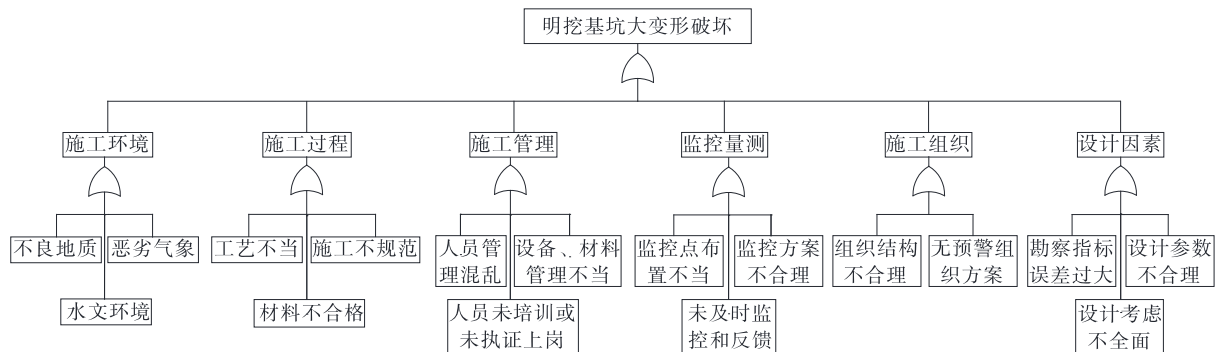 明挖基坑大变形破坏
施工环境
施工过程
施工管理
监控量测
施工组织
设计因素
不良地质
恶劣气象
工艺不当
施工不规范
人员管
理混乱
设备、材料
管理不当
监控点布
置不当
监控方案
不合理
组织结构
不合理
无预警组
织方案
勘察指标
误差过大
设计参数
不合理
水文环境
材料不合格
人员未培训或
未执证上岗
未及时监
控和反馈
设计考虑
不全面